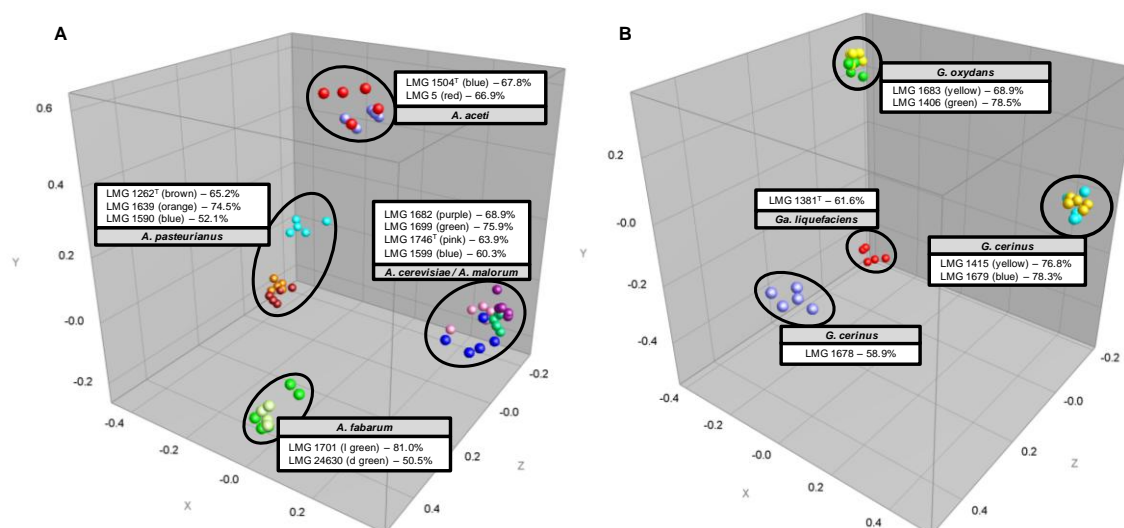 A
LMG 1504T (blue) – 67.8%
LMG 5 (red) – 66.9%
A. aceti
LMG 1262T (brown) – 65.2%
LMG 1639 (orange) – 74.5%
LMG 1590 (blue) – 52.1%
A. pasteurianus
LMG 1682 (purple) – 68.9%
LMG 1699 (green) – 75.9%
LMG 1746T (pink) – 63.9%
LMG 1599 (blue) – 60.3%
A. cerevisiae / A. malorum
A. fabarum
LMG 1701 (l green) – 81.0%
LMG 24630 (d green) – 50.5%
0.6
0.4
0.2
-0.0
-0.2
Y
-0.4
-0.2
-0.0
0.2
X
0.4
0.2
-0.0
-0.2
Z
B
G. oxydans
LMG 1683 (yellow) – 68.9%
LMG 1406 (green) – 78.5%
LMG 1381T – 61.6%
Ga. liquefaciens
G. cerinus
LMG 1415 (yellow) – 76.8%
LMG 1679 (blue) – 78.3%
G. cerinus
LMG 1678 – 58.9%
0.2
-0.0
-0.2
-0.4
Y
-0.4
-0.2
-0.0
0.2
0.4
X
0.4
0.2
-0.0
-0.2
Z